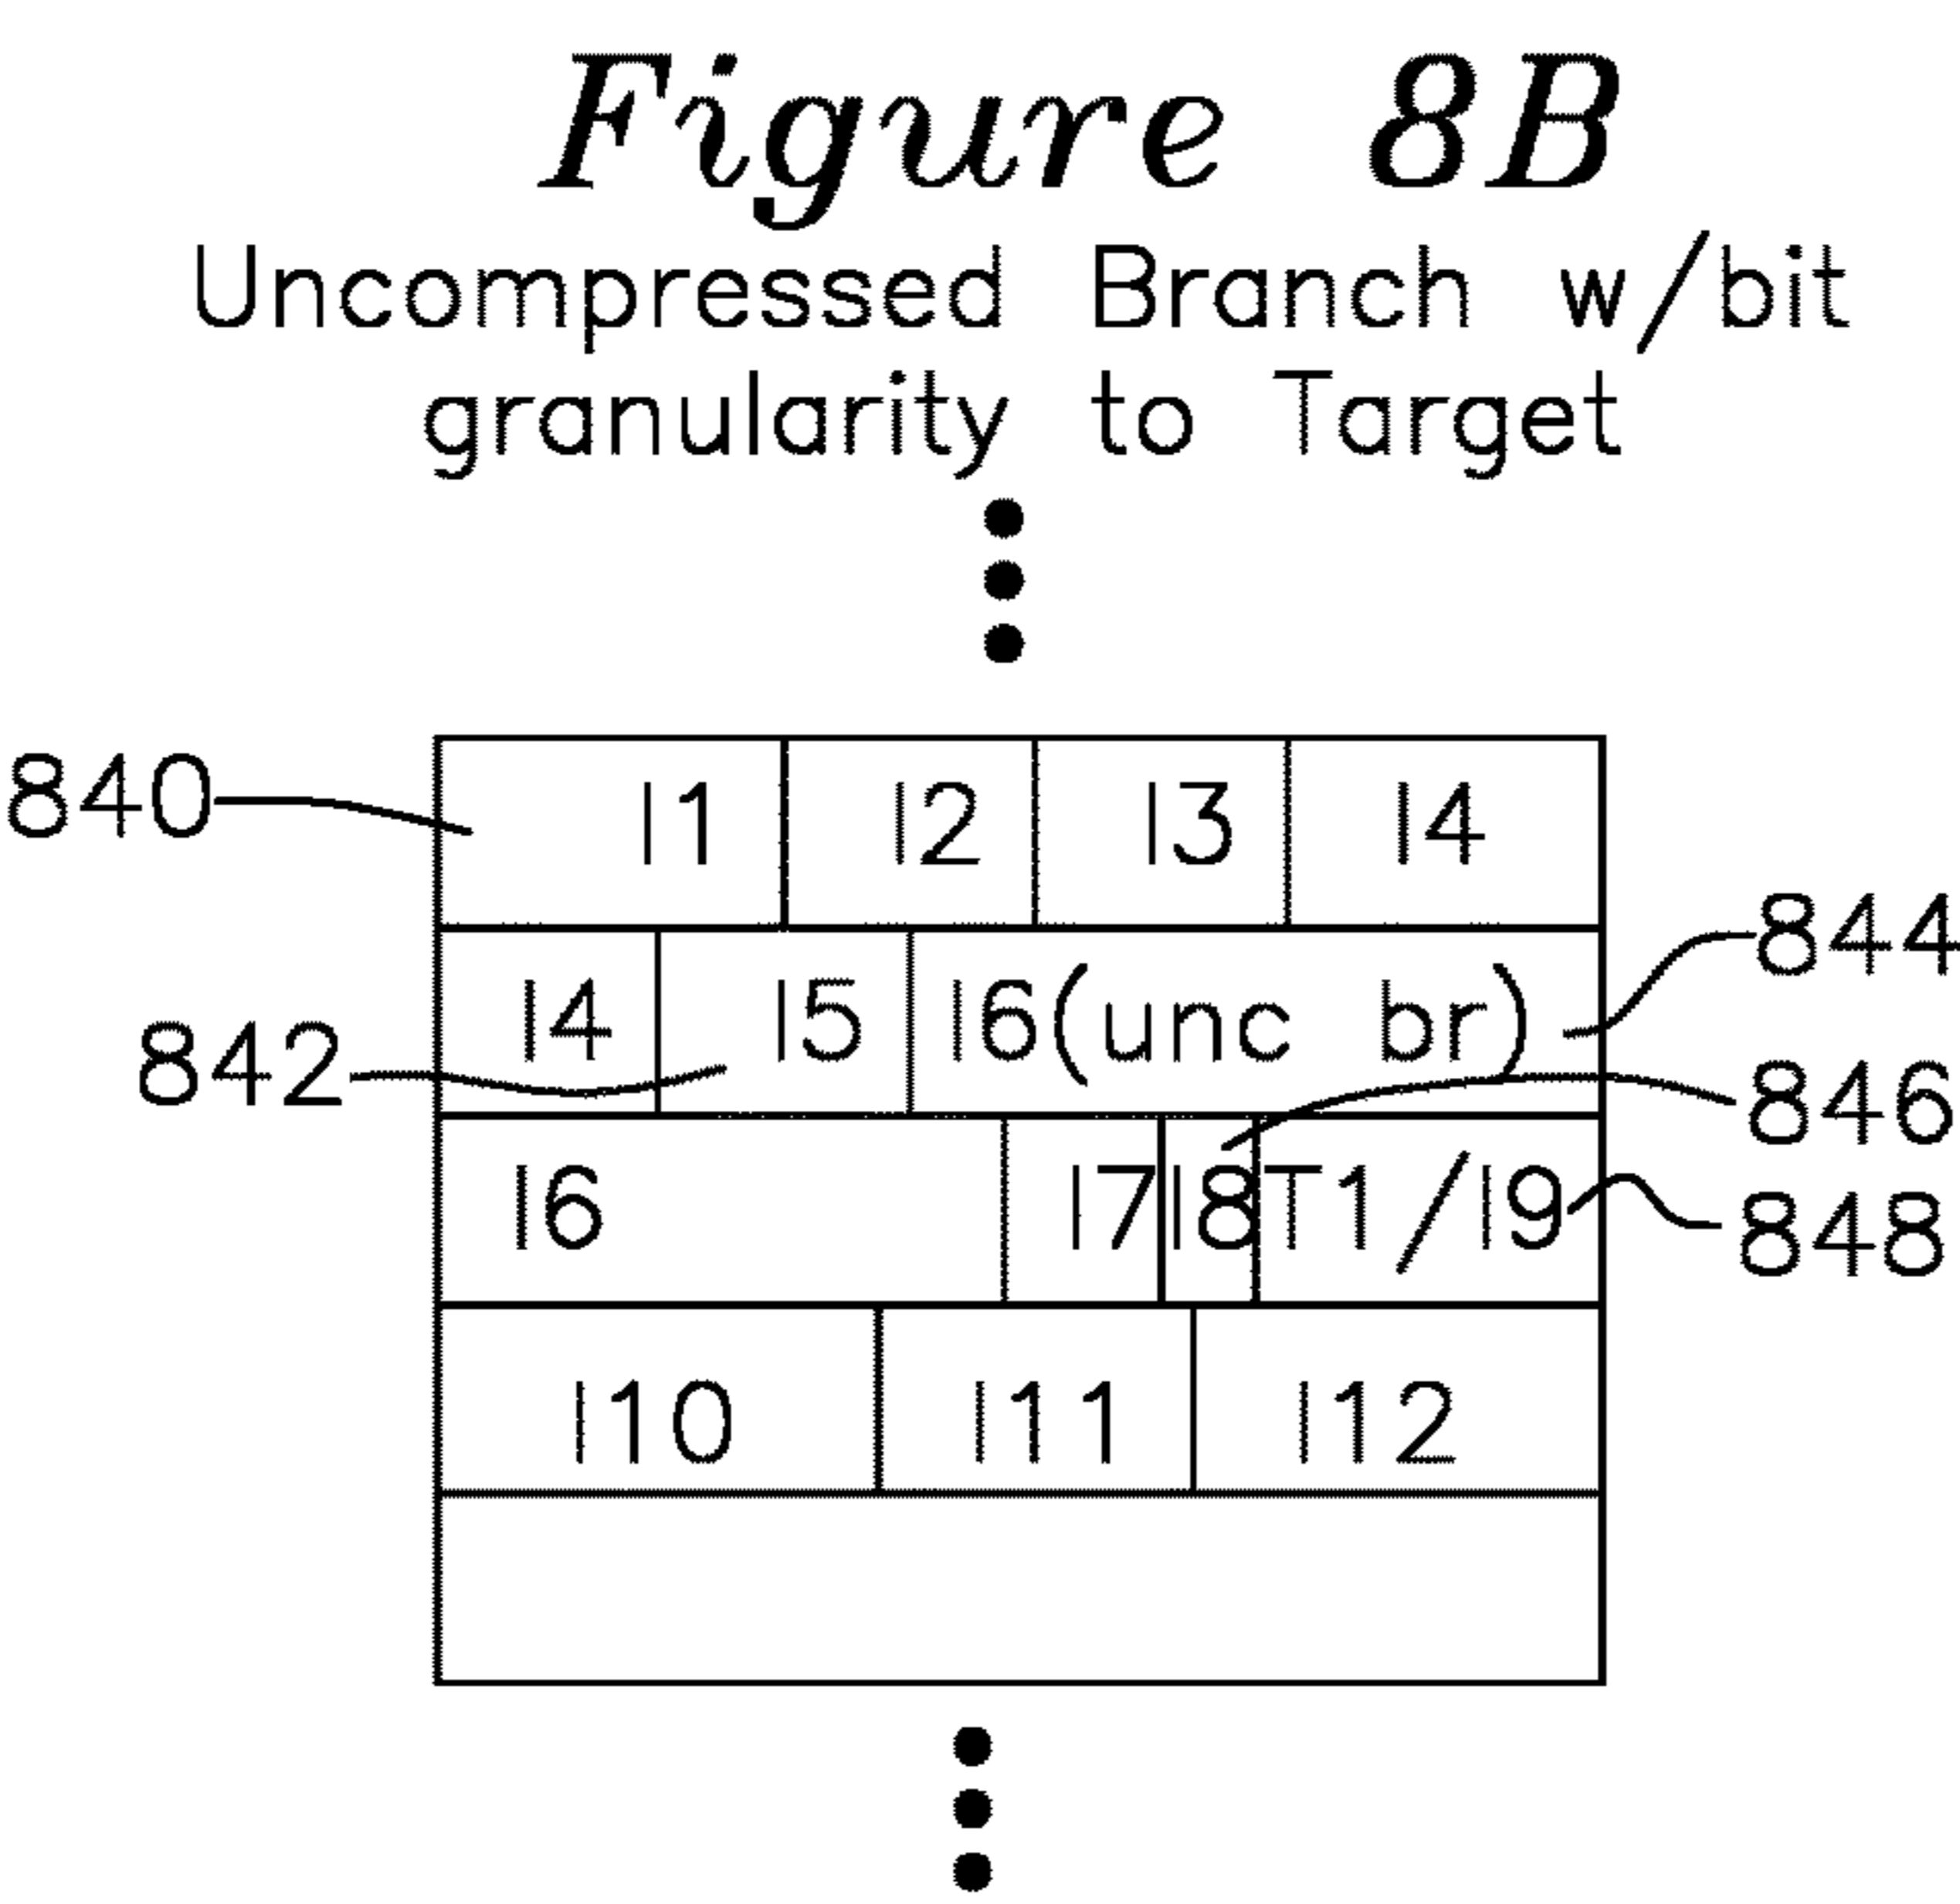 Figure 8B
Uncompressed Branch w/bit
granularity to Target
840 I1 I2 I3 I4
844
842 I4 I5 I6(unc br)
846
I6 I7 I8 T1/I9
848
I10 I11 I12